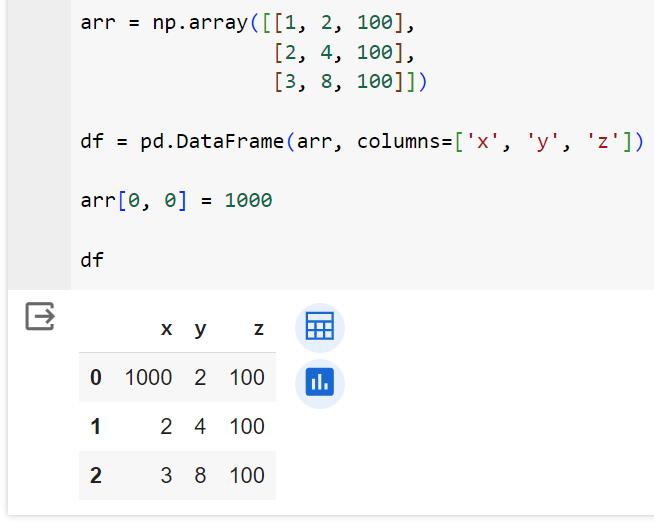 arr = np.array([[1, 2, 100],
                [2, 4, 100],
                [3, 8, 100]])
df = pd.DataFrame(arr, columns=['x', 'y', 'z'])
arr[0, 0] = 1000
df
x y z
0 1000 2 100
1 2 4 100
2 3 8 100